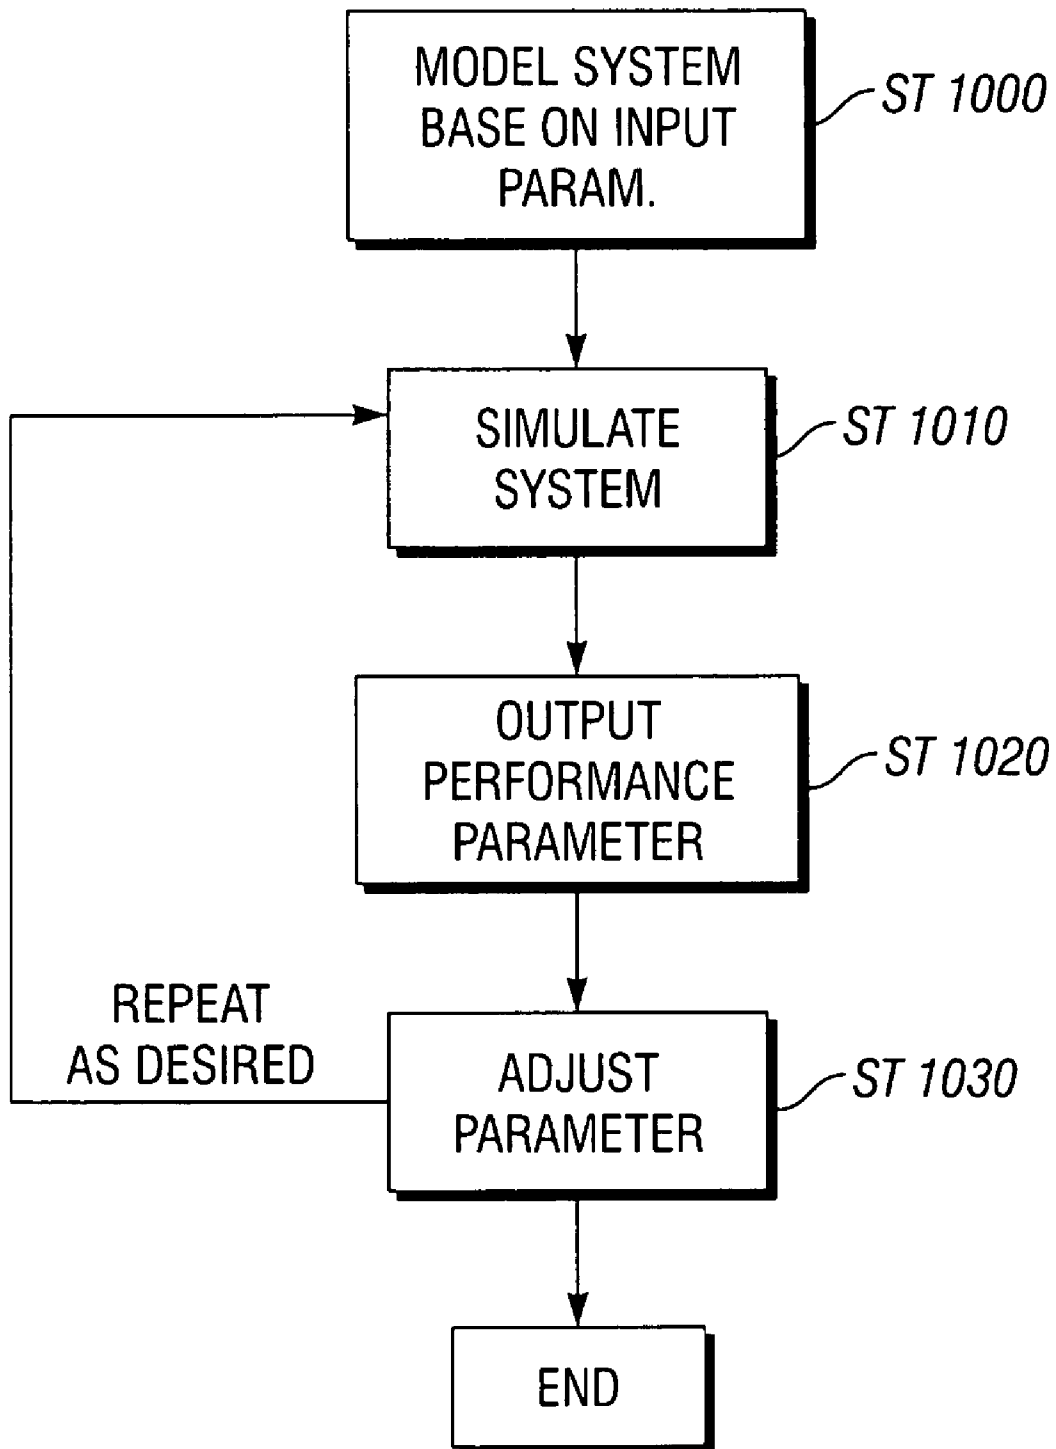 MODEL SYSTEM
BASE ON INPUT
PARAM.
ST 1000
SIMULATE
SYSTEM
ST 1010
OUTPUT
PERFORMANCE
PARAMETER
ST 1020
REPEAT
AS DESIRED
ADJUST
PARAMETER
ST 1030
END